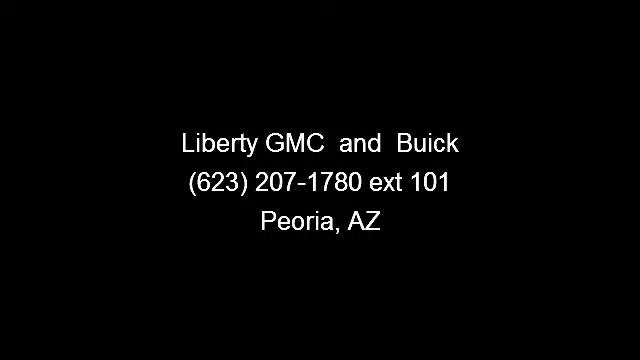 Liberty GMC  and  Buick
(623) 207-1780 ext 101
Peoria, AZ